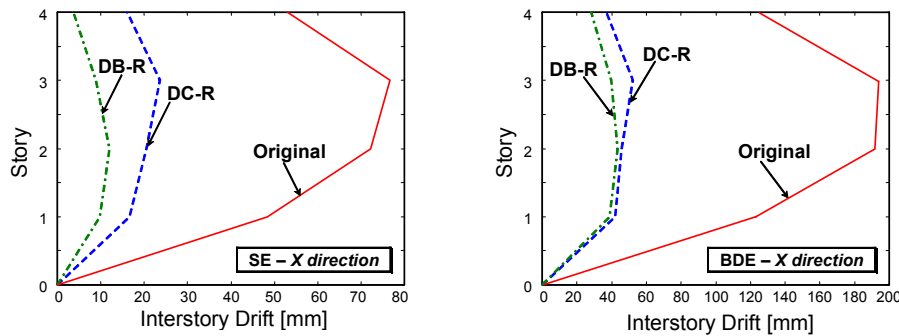 4
3
2
1
0
Story
DB-R
DC-R
Original
SE – X direction
0 10 20 30 40 50 60 70 80
Interstory Drift [mm]
4
3
2
1
0
Story
DB-R
DC-R
Original
BDE – X direction
0 20 40 60 80 100 120 140 160 180 200
Interstory Drift [mm]